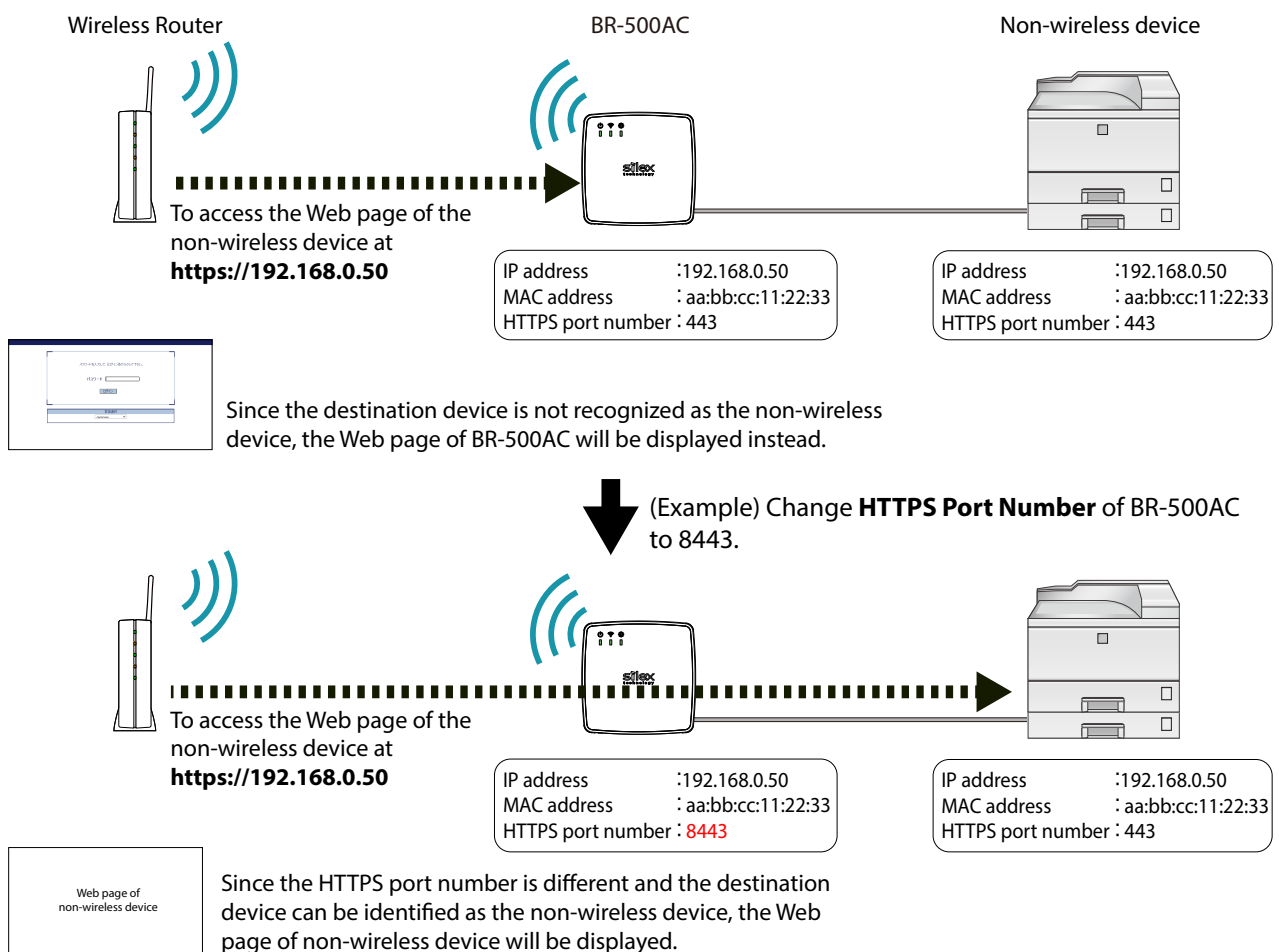 Wireless Router
BR-500AC
Non-wireless device
silex
technology
To access the Web page of the
non-wireless device at
https://192.168.0.50
IP address :192.168.0.50
MAC address : aa:bb:cc:11:22:33
HTTPS port number : 443
IP address :192.168.0.50
MAC address : aa:bb:cc:11:22:33
HTTPS port number : 443
Since the destination device is not recognized as the non-wireless
device, the Web page of BR-500AC will be displayed instead.
(Example) Change HTTPS Port Number of BR-500AC
to 8443.
silex
technology
To access the Web page of the
non-wireless device at
https://192.168.0.50
IP address :192.168.0.50
MAC address : aa:bb:cc:11:22:33
HTTPS port number : 8443
IP address :192.168.0.50
MAC address : aa:bb:cc:11:22:33
HTTPS port number : 443
Web page of
non-wireless device
Since the HTTPS port number is different and the destination
device can be identified as the non-wireless device, the Web
page of non-wireless device will be displayed.